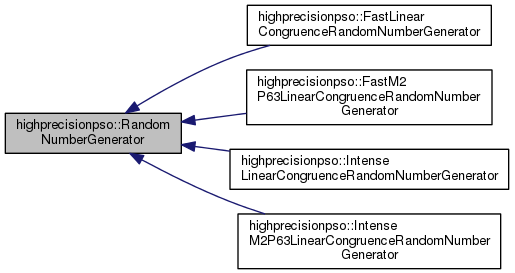 highprecisionpso::FastLinear
CongruenceRandomNumberGenerator
highprecisionpso::FastM2
P63LinearCongruenceRandomNumber
Generator
highprecisionpso::Random
NumberGenerator
highprecisionpso::Intense
LinearCongruenceRandomNumberGenerator
highprecisionpso::Intense
M2P63LinearCongruenceRandomNumber
Generator